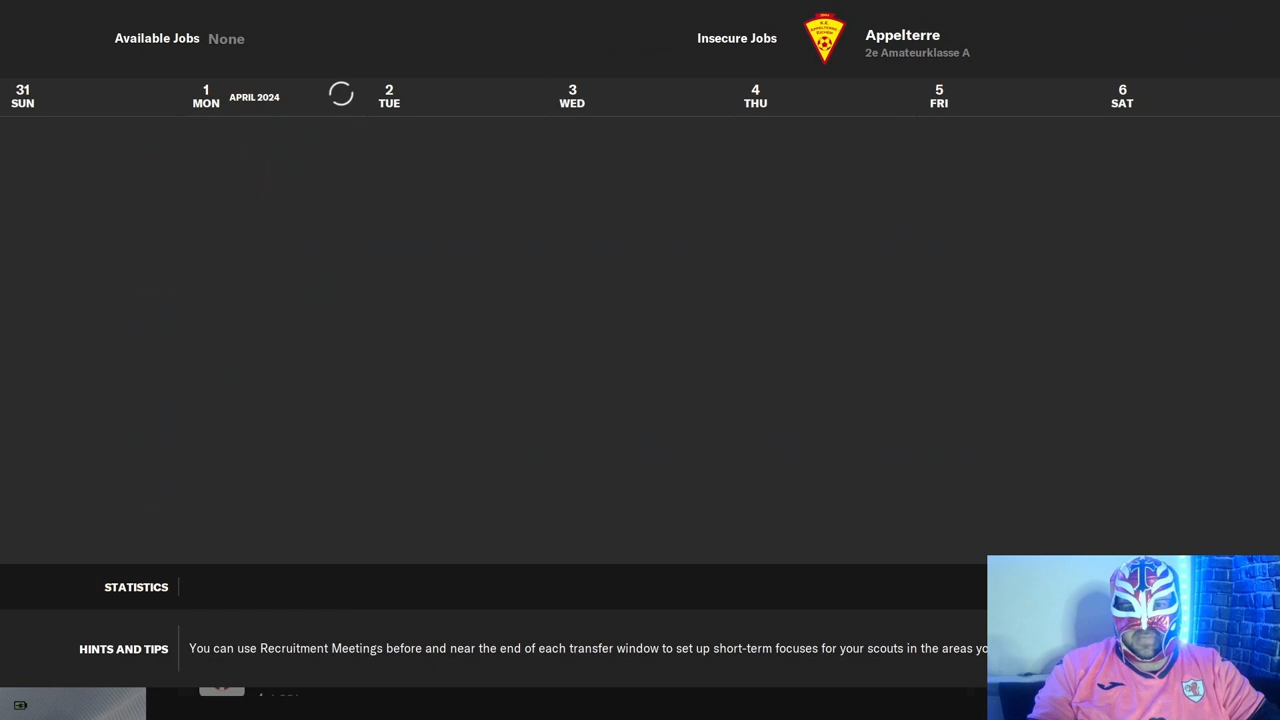 Available Jobs None
Insecure Jobs
Appelterre
2e Amateurklasse A
31 SUN
1 MON APRIL 2024
2 TUE
3 WED
4 THU
5 FRI
6 SAT
STATISTICS
HINTS AND TIPS
You can use Recruitment Meetings before and near the end of each transfer window to set up short-term focuses for your scouts in the areas